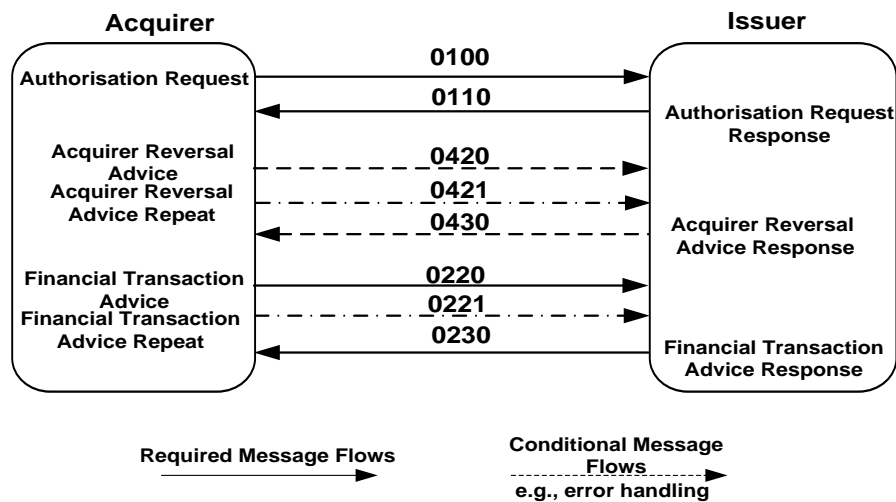 Acquirer
Issuer
0100
Authorisation Request
0110
Authorisation Request
Response
Acquirer Reversal
Advice
0420
Acquirer Reversal
Advice Repeat
0421
0430
Acquirer Reversal
Advice Response
Financial Transaction
Advice
0220
Financial Transaction
Advice Repeat
0221
0230
Financial Transaction
Advice Response
Required Message Flows
Conditional Message
Flows
e.g., error handling